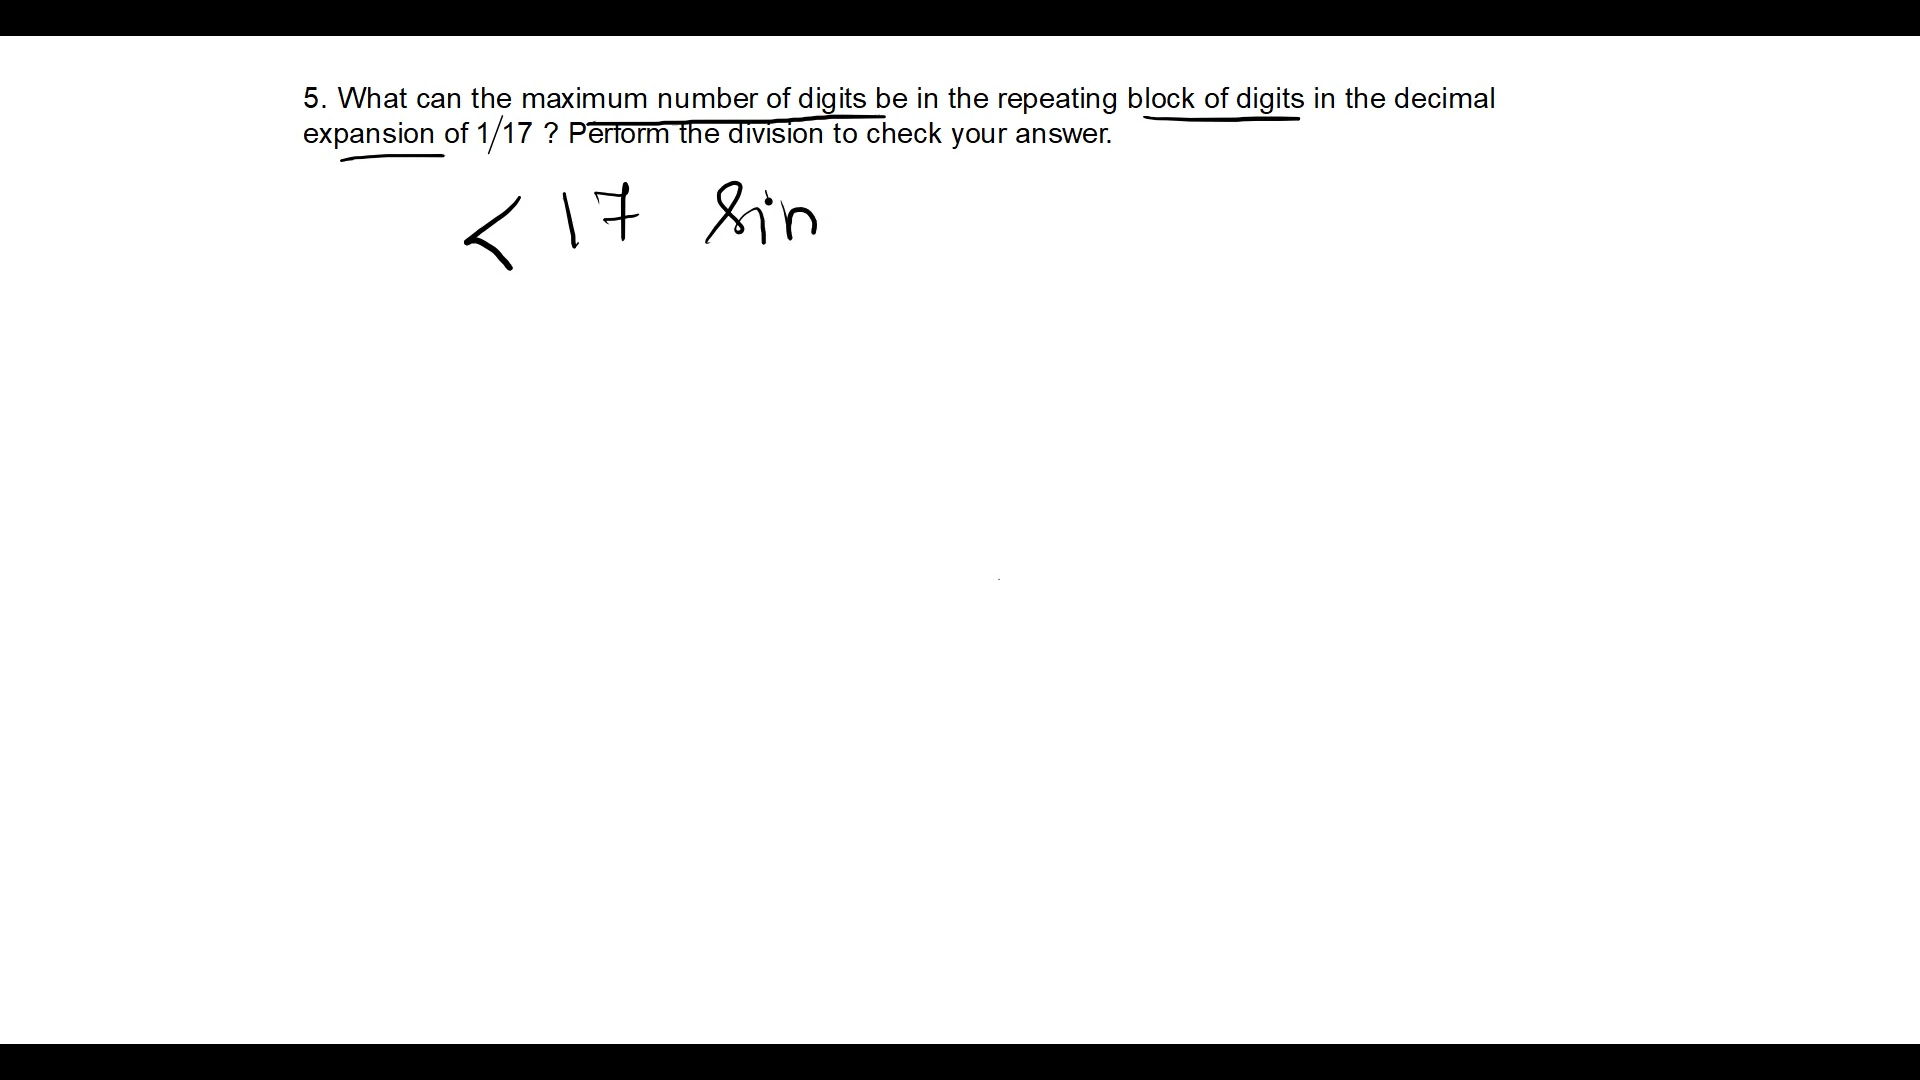 5. What can the maximum number of digits be in the repeating block of digits in the decimal
expansion of 1/17 ? Perform the division to check your answer.
< 17 sin